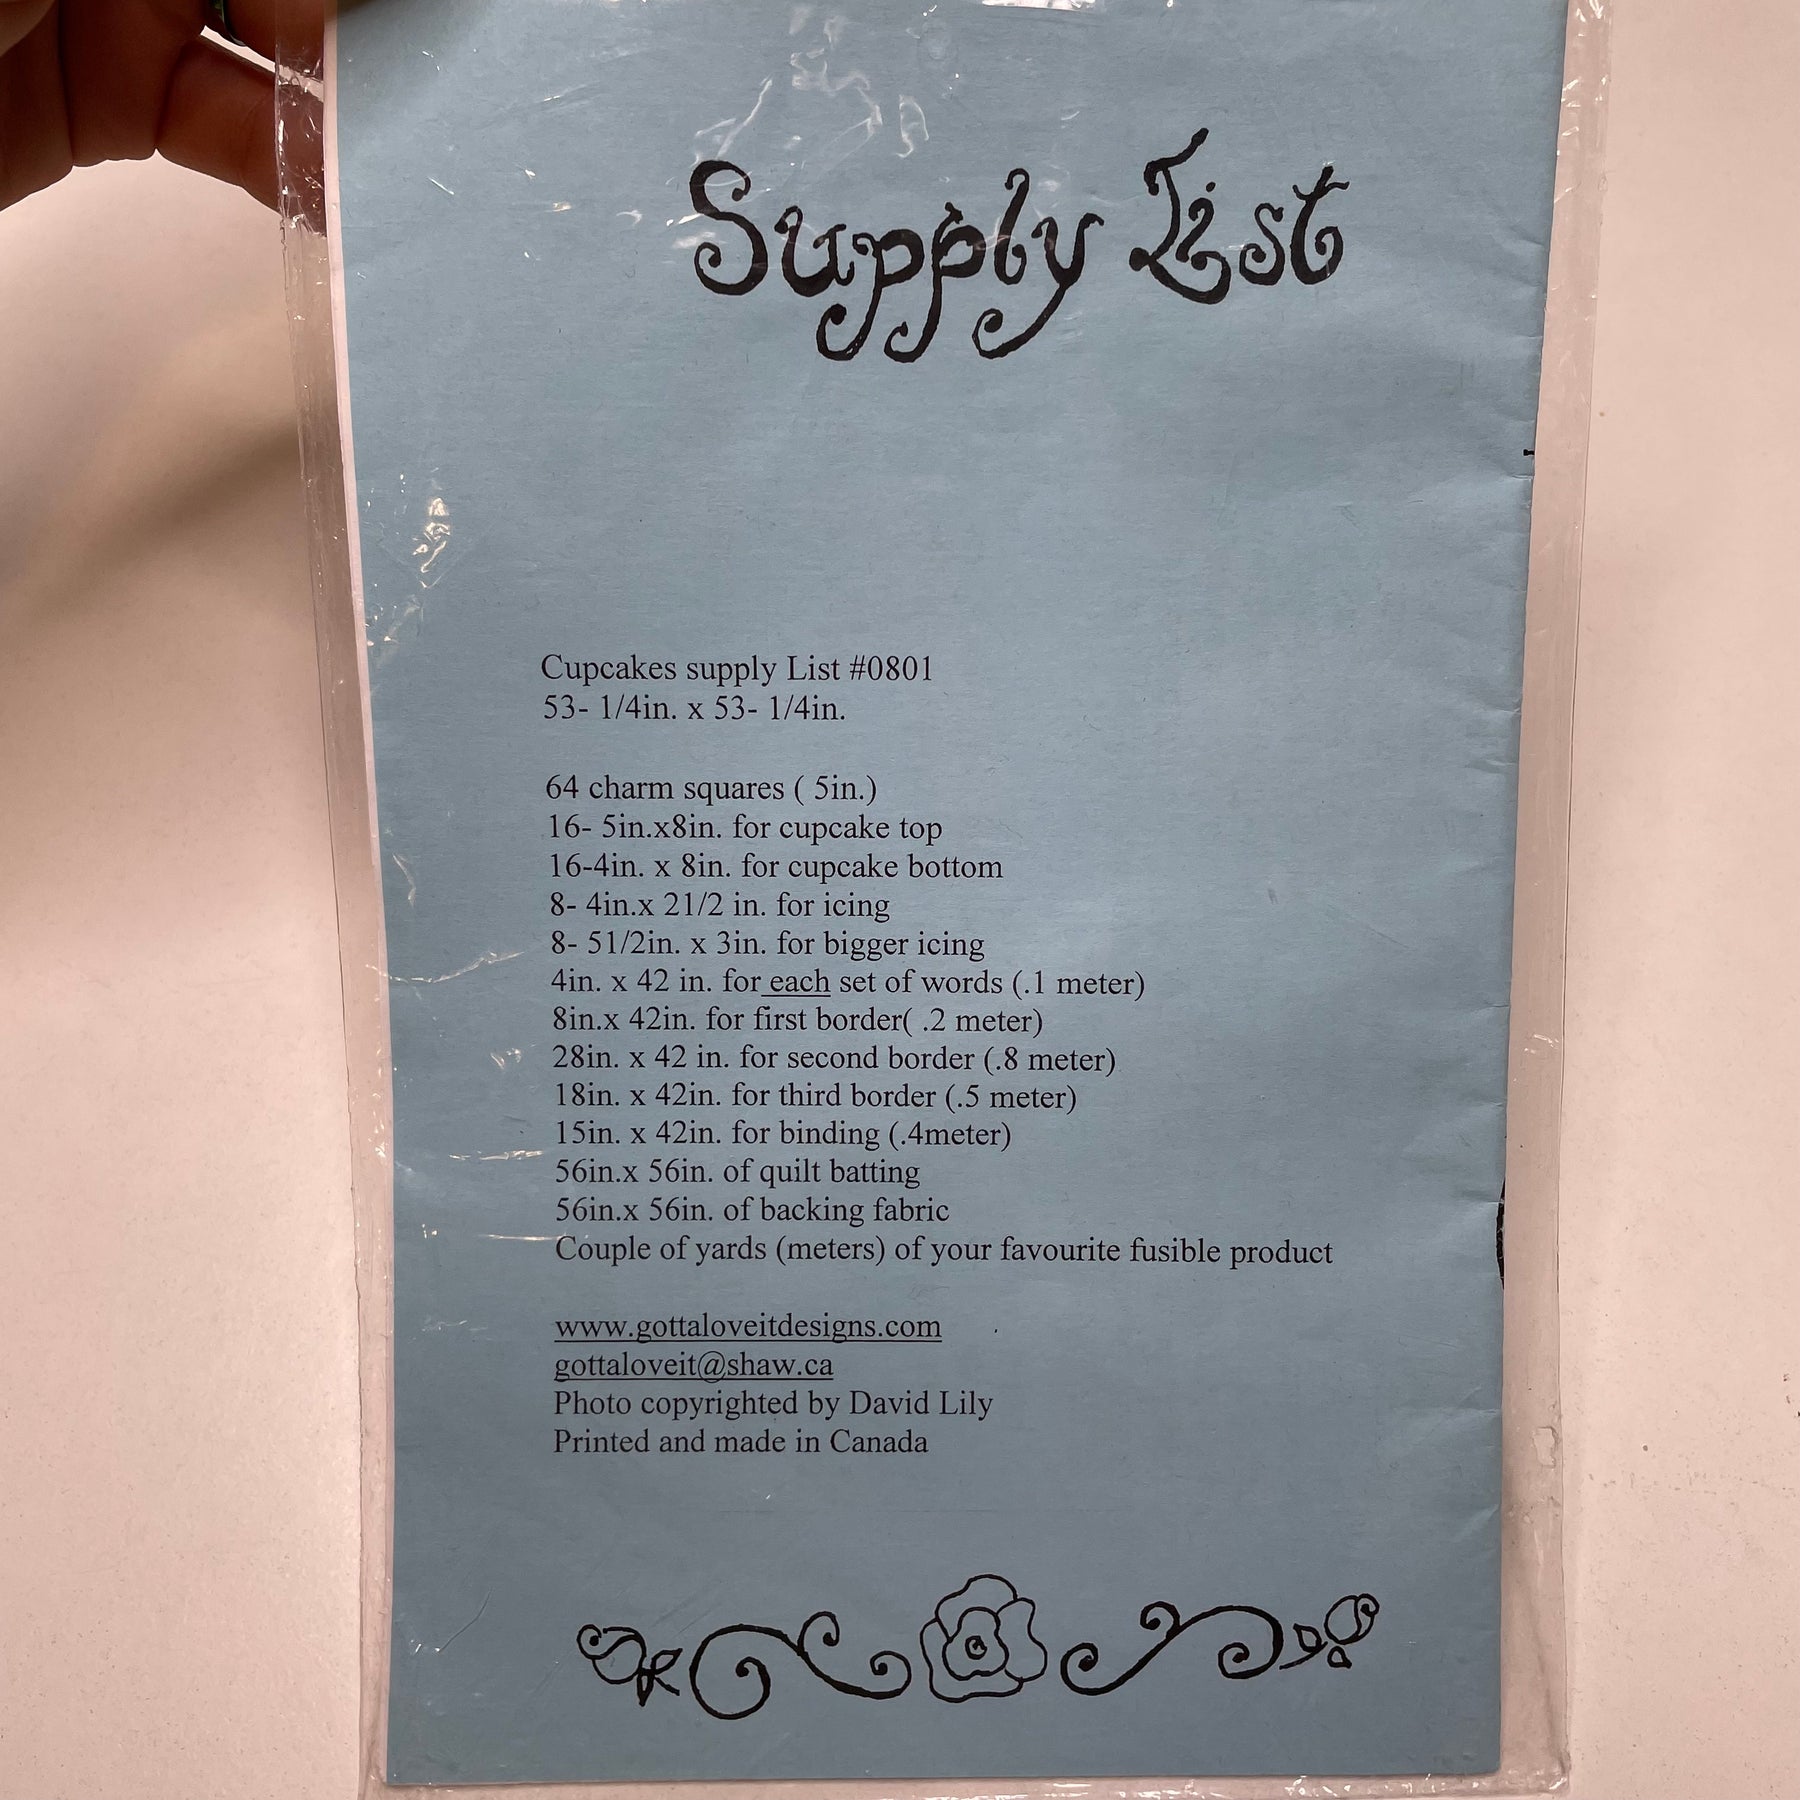 Supply List
Cupcakes supply List #0801
53- 1/4in. x 53- 1/4in.
64 charm squares ( 5in.)
16- 5in.x8in. for cupcake top
16-4in. x 8in. for cupcake bottom
8- 4in.x 21/2 in. for icing
8- 51/2in. x 3in. for bigger icing
4in. x 42 in. for each set of words (.1 meter)
8in.x 42in. for first border( .2 meter)
28in. x 42 in. for second border (.8 meter)
18in. x 42in. for third border (.5 meter)
15in. x 42in. for binding (.4meter)
56in.x 56in. of quilt batting
56in.x 56in. of backing fabric
Couple of yards (meters) of your favourite fusible product
www.gottaloveitdesigns.com
gottaloveit@shaw.ca
Photo copyrighted by David Lily
Printed and made in Canada